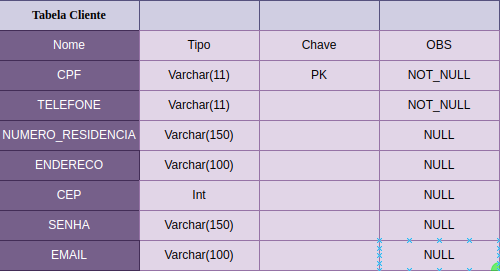 Tabela Cliente
Nome Tipo Chave OBS
CPF Varchar(11) PK NOT_NULL
TELEFONE Varchar(11) NOT_NULL
NUMERO_RESIDENCIA Varchar(150) NULL
ENDERECO Varchar(100) NULL
CEP Int NULL
SENHA Varchar(150) NULL
EMAIL Varchar(100) NULL